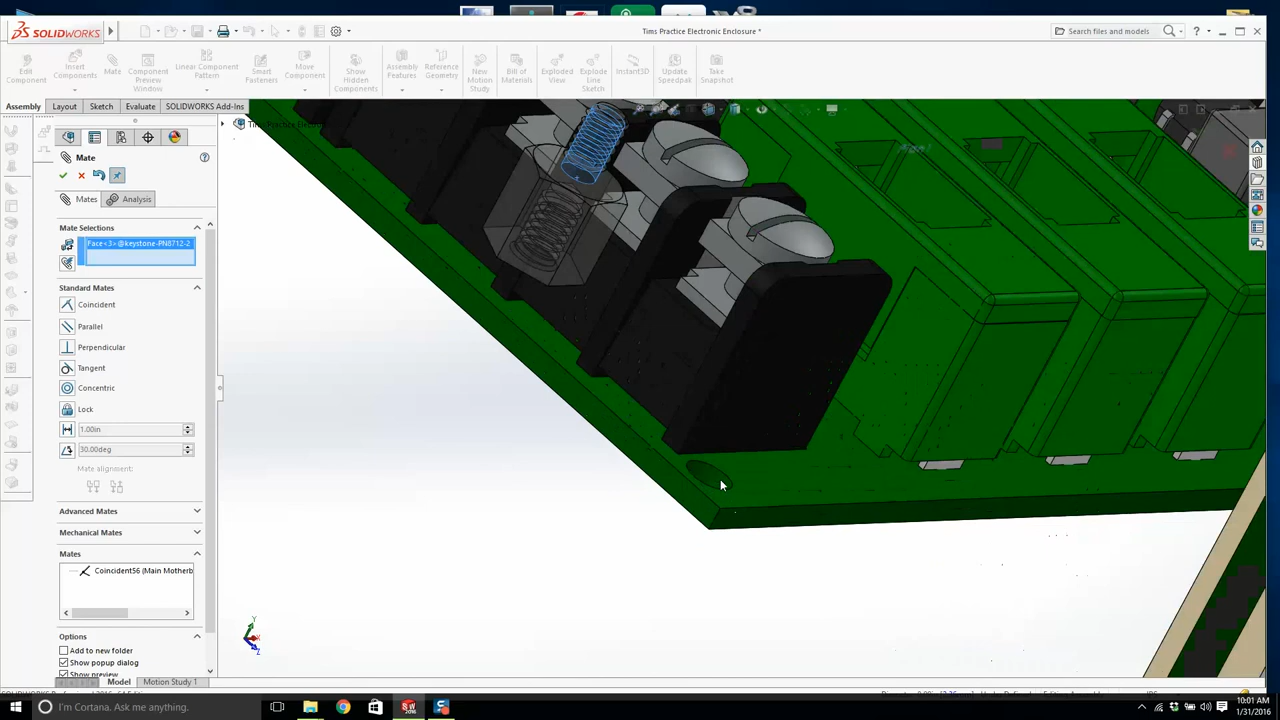 SOLIDWORKS
Tims Practice Electronic Enclosure *
Search files and models
Edit Component
Insert Components
Mate
Component Preview Window
Linear Component Pattern
Smart Fasteners
Move Component
Show Hidden Components
Assembly Features
Reference Geometry
New Motion Study
Bill of Materials
Exploded View
Explode Line Sketch
Instant3D
Update Speedpak
Take Snapshot
Assembly Layout Sketch Evaluate SOLIDWORKS Add-Ins
Mate
Mates Analysis
Mate Selections
Face<3>@keystone-PN8712-2
Standard Mates
Coincident
Parallel
Perpendicular
Tangent
Concentric
Lock
1.00in
30.00deg
Mate alignment:
Advanced Mates
Mechanical Mates
Mates
Coincident56 (Main Motherb
Options
Add to new folder
Show popup dialog
Show preview
Model Motion Study 1
I'm Cortana. Ask me anything.
10:01 AM
1/31/2016